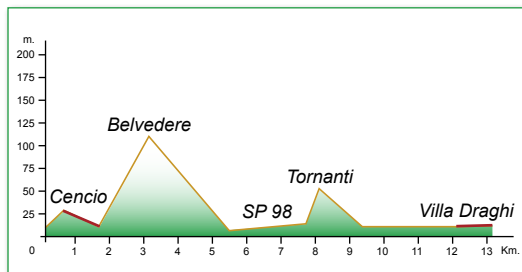 m.
200
175
150
125
100
75
50
25
Belvedere
Cencio
Tornanti
SP 98
Villa Draghi
0 1 2 3 4 5 6 7 8 9 10 11 12 13 Km.